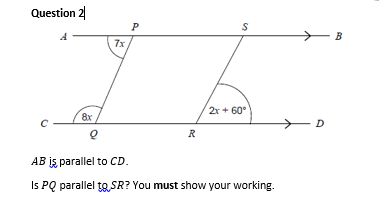 Question 2
A P S B
7x
8x 2x + 60°
C Q R D
AB is parallel to CD.
Is PQ parallel to SR? You must show your working.